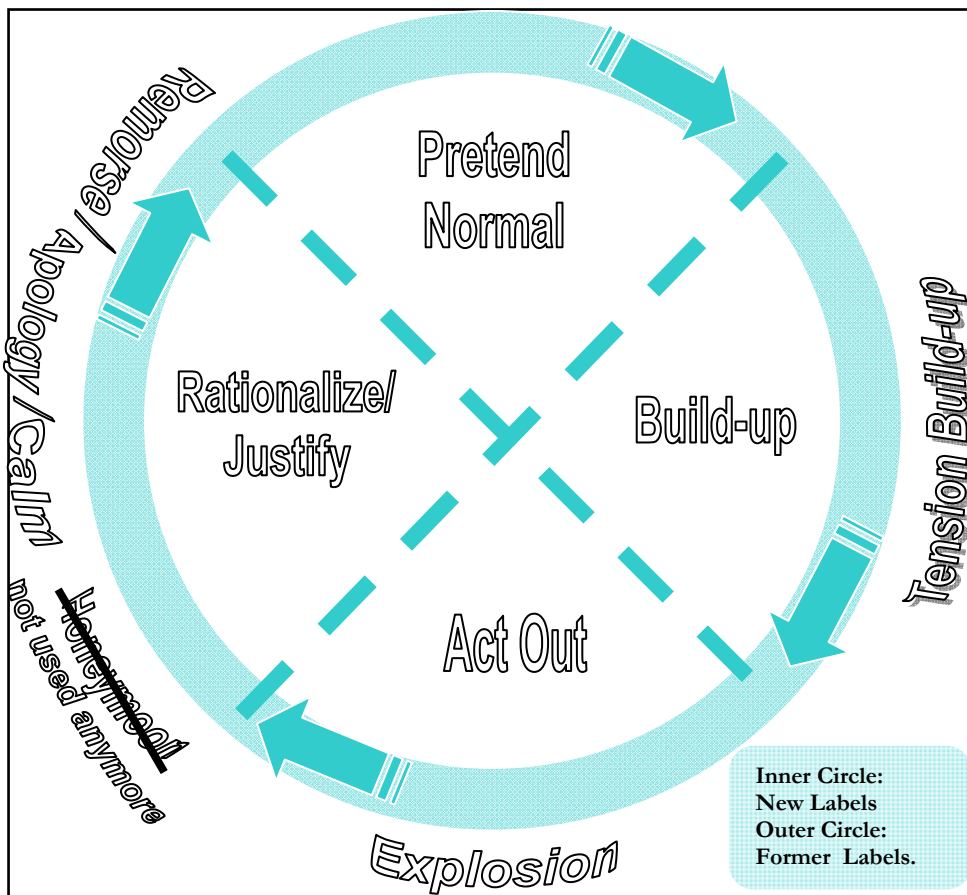 Pretend
Normal
Build-up
Act Out
Rationalize/
Justify
Remorse / Apology / Calm
Tension Build-up
Explosion
Honeymoon
not used anymore
Inner Circle:
New Labels
Outer Circle:
Former Labels.